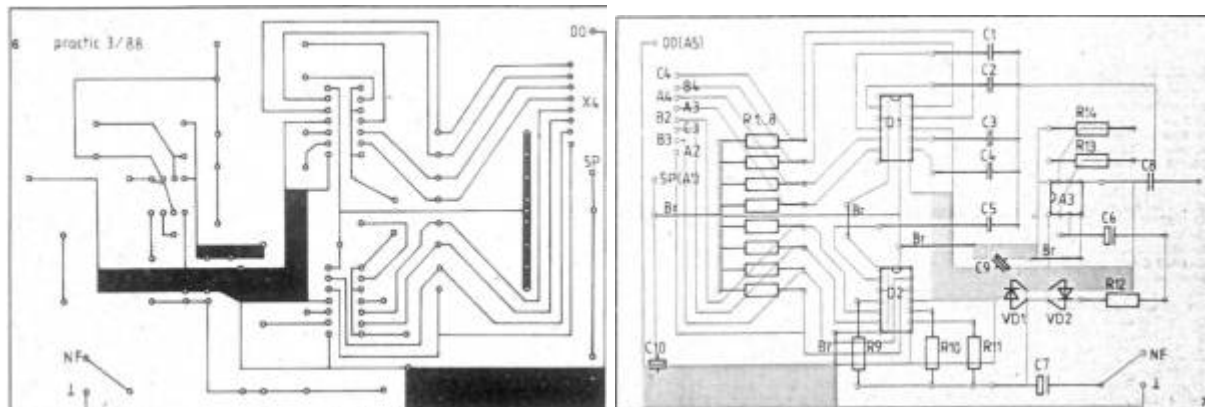 6 practic 3/88
DD
X4
SP
NF
⊥
DD(A5)
C4
B4
A4
A3
B2
C3
B3
A2
SP(A1)
Br
R1...8
D1
C1
C2
C3
C4
C5
Br
Br
R14
R13
C8
A3
C6
Br
C9
D2
VD1
VD2
R12
C10
Br
R9
R10
R11
C7
NF
⊥